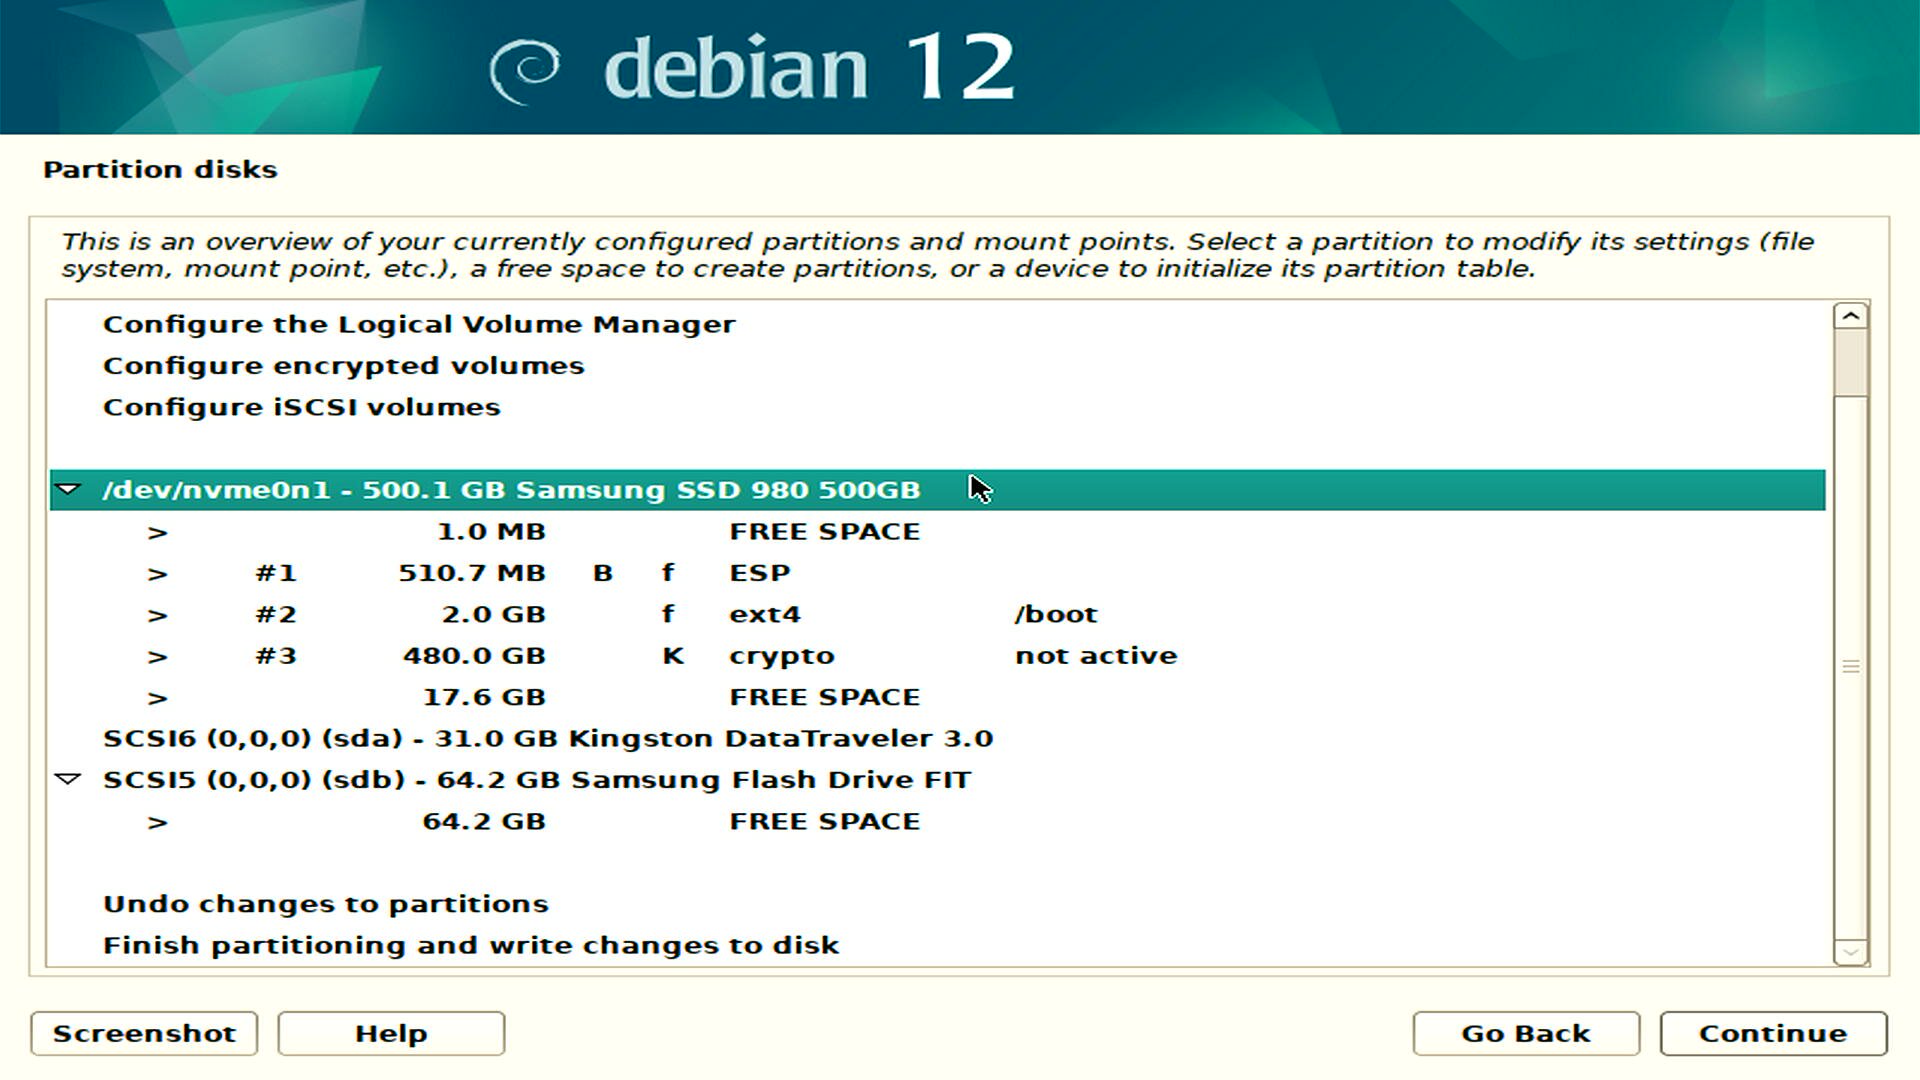 debian 12
Partition disks
This is an overview of your currently configured partitions and mount points. Select a partition to modify its settings (file
system, mount point, etc.), a free space to create partitions, or a device to initialize its partition table.
Configure the Logical Volume Manager
Configure encrypted volumes
Configure iSCSI volumes
/dev/nvme0n1 - 500.1 GB Samsung SSD 980 500GB
> 1.0 MB FREE SPACE
> #1 510.7 MB B f ESP
> #2 2.0 GB f ext4 /boot
> #3 480.0 GB K crypto not active
> 17.6 GB FREE SPACE
SCSI6 (0,0,0) (sda) - 31.0 GB Kingston DataTraveler 3.0
SCSI5 (0,0,0) (sdb) - 64.2 GB Samsung Flash Drive FIT
> 64.2 GB FREE SPACE
Undo changes to partitions
Finish partitioning and write changes to disk
Screenshot Help Go Back Continue